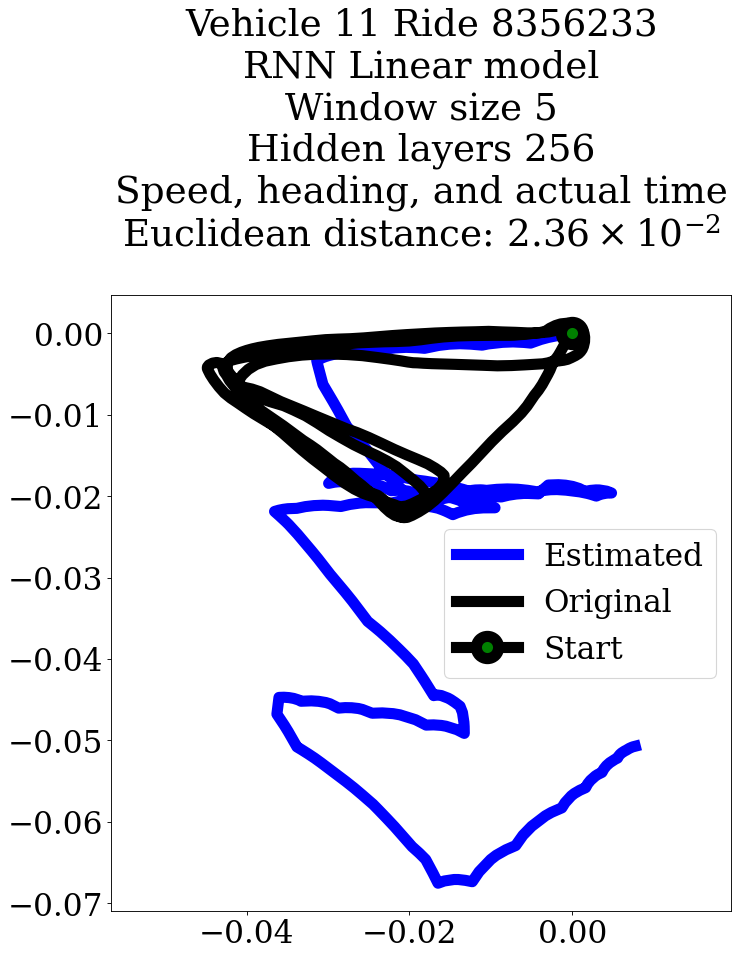 Vehicle 11 Ride 8356233
RNN Linear model
Window size 5
Hidden layers 256
Speed, heading, and actual time
Euclidean distance: 2.36 × 10⁻²
0.00
−0.01
−0.02
−0.03
−0.04
−0.05
−0.06
−0.07
Estimated
Original
Start
−0.04 −0.02 0.00